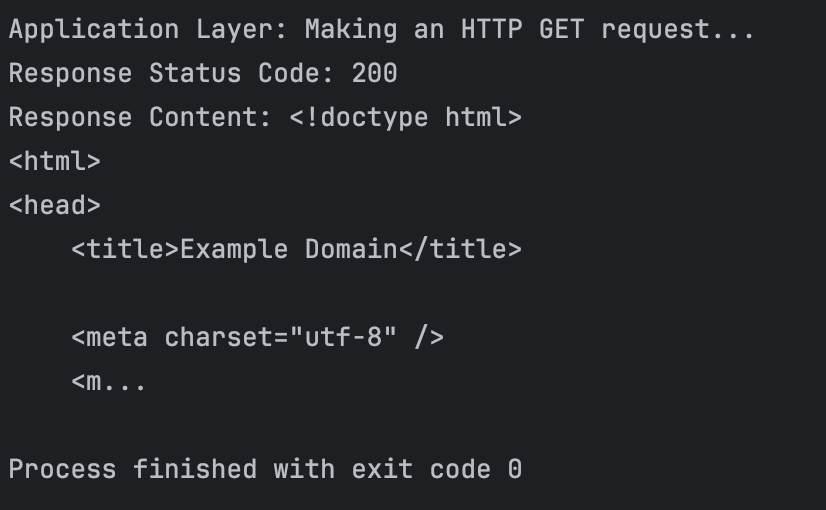 Application Layer: Making an HTTP GET request...
Response Status Code: 200
Response Content: <!doctype html>
<html>
<head>
    <title>Example Domain</title>

    <meta charset="utf-8" />
    <m...

Process finished with exit code 0